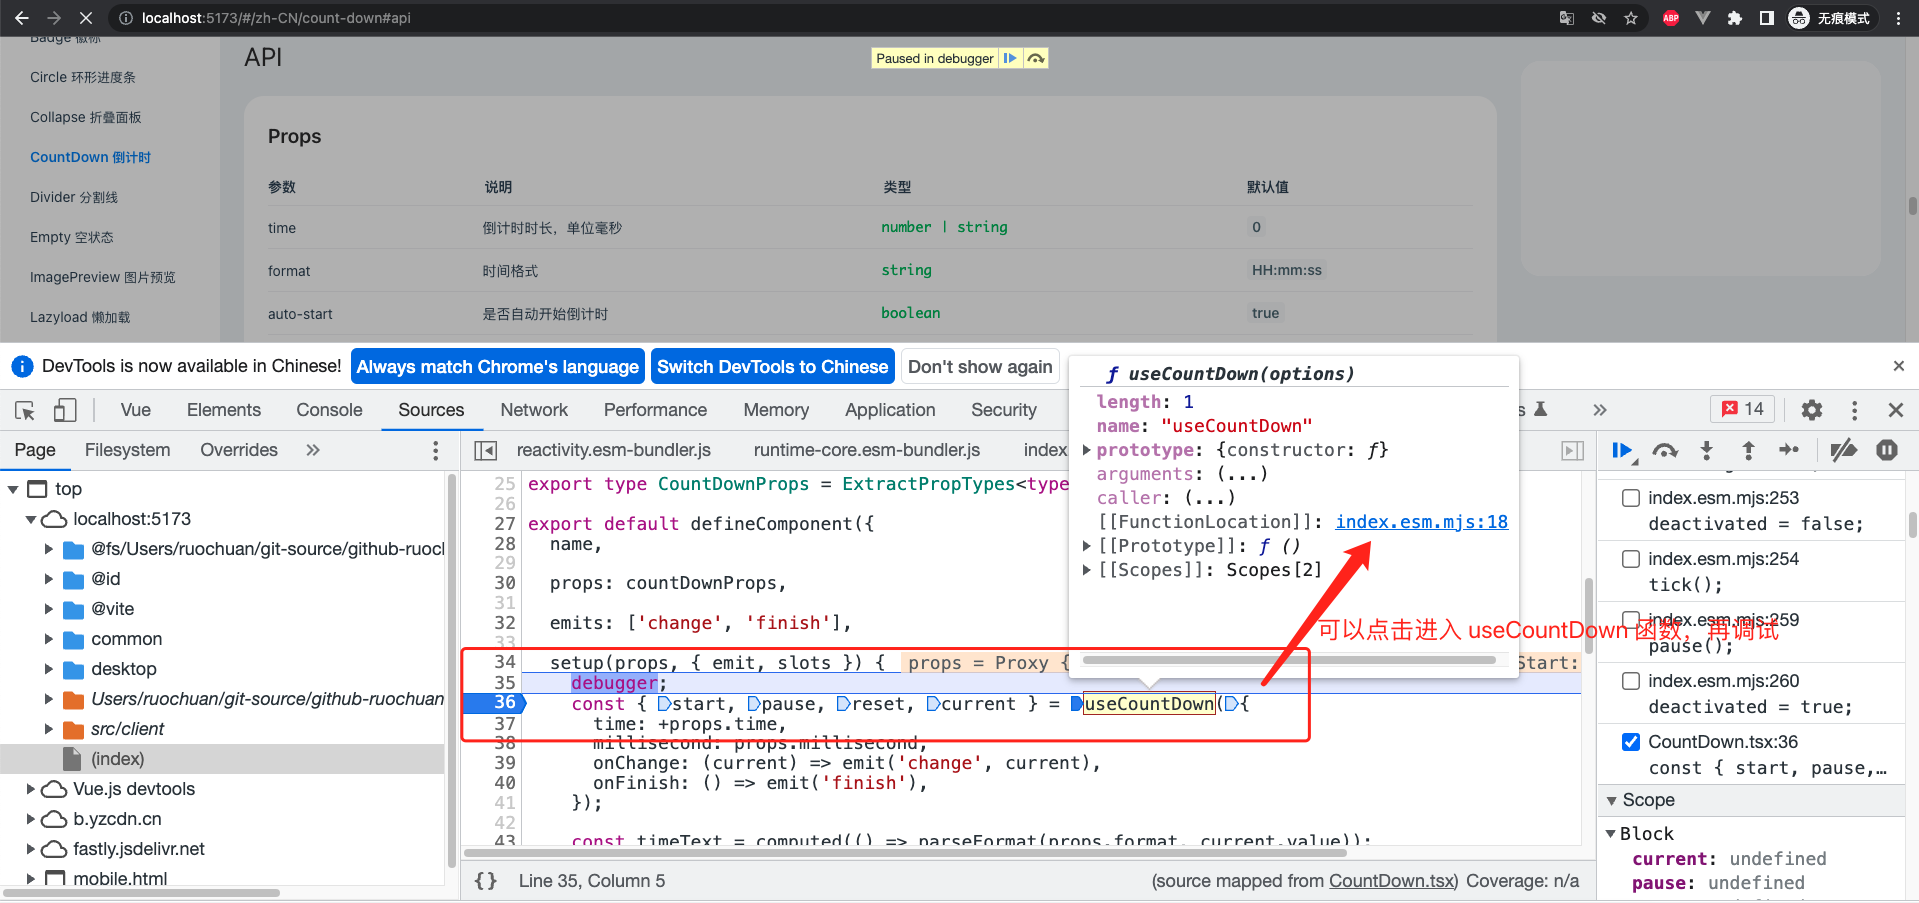 localhost:5173/#/zh-CN/count-down#api
ABP
无痕模式
Badge 徽标
Circle 环形进度条
Collapse 折叠面板
CountDown 倒计时
Divider 分割线
Empty 空状态
ImagePreview 图片预览
Lazyload 懒加载
API
Paused in debugger
Props
参数 说明 类型 默认值
time 倒计时时长，单位毫秒 number | string 0
format 时间格式 string HH:mm:ss
auto-start 是否自动开始倒计时 boolean true
DevTools is now available in Chinese! Always match Chrome's language Switch DevTools to Chinese Don't show again
Vue Elements Console Sources Network Performance Memory Application Security s 14
Page Filesystem Overrides
reactivity.esm-bundler.js runtime-core.esm-bundler.js index
top
localhost:5173
@fs/Users/ruochuan/git-source/github-ruocl
@id
@vite
common
desktop
Users/ruochuan/git-source/github-ruochuan
src/client
(index)
Vue.js devtools
b.yzcdn.cn
fastly.jsdelivr.net
mobile.html
25 export type CountDownProps = ExtractPropTypes<type
26
27 export default defineComponent({
28 name,
29
30 props: countDownProps,
31
32 emits: ['change', 'finish'],
33
34 setup(props, { emit, slots }) { props = Proxy { Start:
35 debugger;
36 const { start, pause, reset, current } = useCountDown({
37 time: +props.time,
38 millisecond: props.millisecond,
39 onChange: (current) => emit('change', current),
40 onFinish: () => emit('finish'),
41 });
42
43 const timeText = computed(() => parseFormat(props.format, current.value));
f useCountDown(options)
length: 1
name: "useCountDown"
prototype: {constructor: f}
arguments: (...)
caller: (...)
[[FunctionLocation]]: index.esm.mjs:18
[[Prototype]]: f ()
[[Scopes]]: Scopes[2]
可以点击进入 useCountDown 函数，再调试
{} Line 35, Column 5
(source mapped from CountDown.tsx) Coverage: n/a
index.esm.mjs:253
deactivated = false;
index.esm.mjs:254
tick();
index.esm.mjs:259
pause();
index.esm.mjs:260
deactivated = true;
CountDown.tsx:36
const { start, pause,…
Scope
Block
current: undefined
pause: undefined